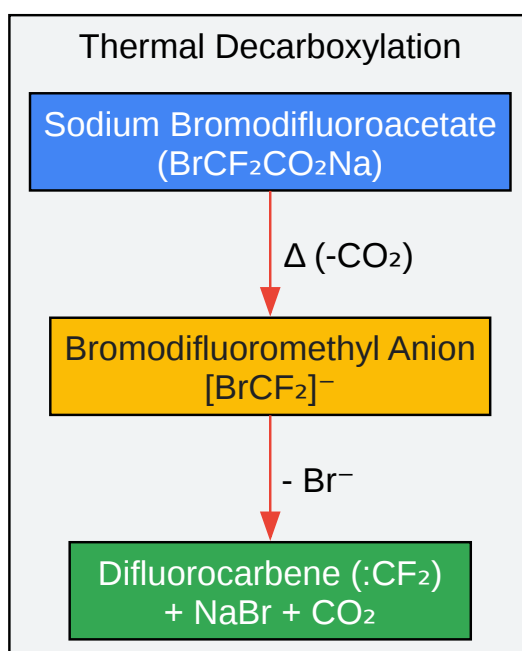 Thermal Decarboxylation
Sodium Bromodifluoroacetate
(BrCF₂CO₂Na)
Δ (-CO₂)
Bromodifluoromethyl Anion
[BrCF₂]⁻
- Br⁻
Difluorocarbene (:CF₂)
+ NaBr + CO₂